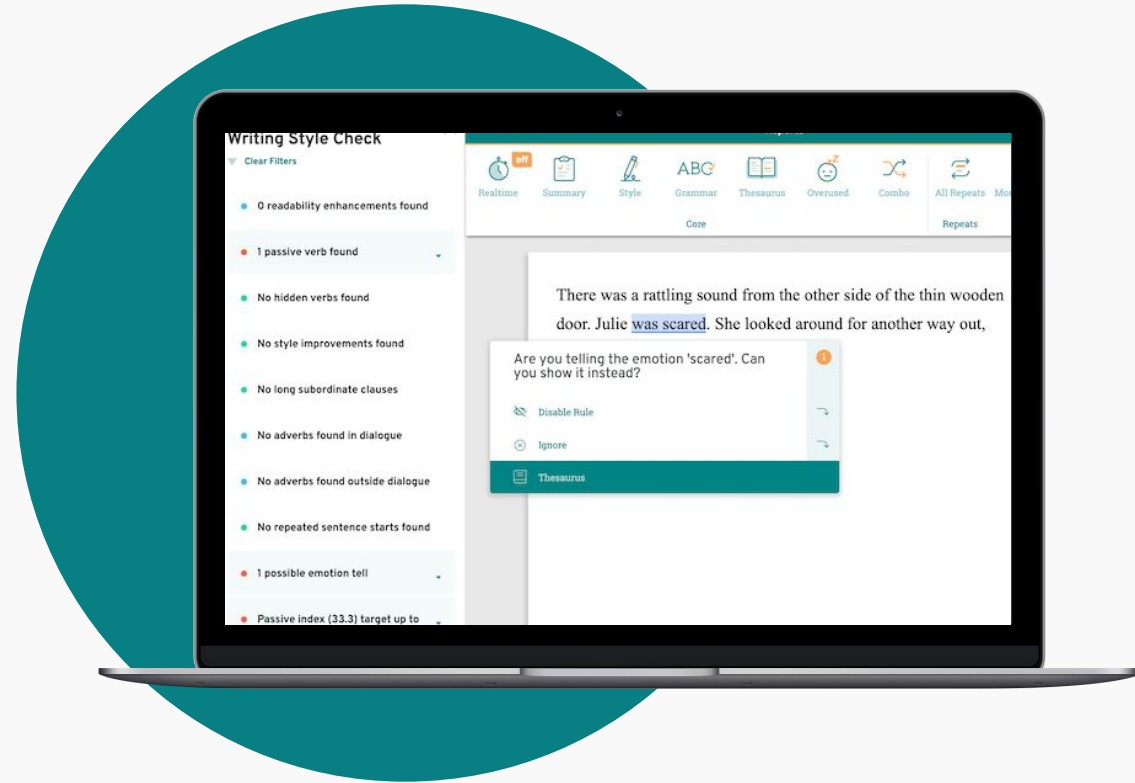 Writing Style Check
Clear Filters
0 readability enhancements found
1 passive verb found
No hidden verbs found
No style improvements found
No long subordinate clauses
No adverbs found in dialogue
No adverbs found outside dialogue
No repeated sentence starts found
1 possible emotion tell
Passive index (33.3) target up to
off
Realtime
Summary
Style
ABC
Grammar
Thesaurus
Overused
Combo
All Repeats
Core
Repeats
There was a rattling sound from the other side of the thin wooden
door. Julie was scared. She looked around for another way out,
Are you telling the emotion 'scared'. Can
you show it instead?
Disable Rule
Ignore
Thesaurus